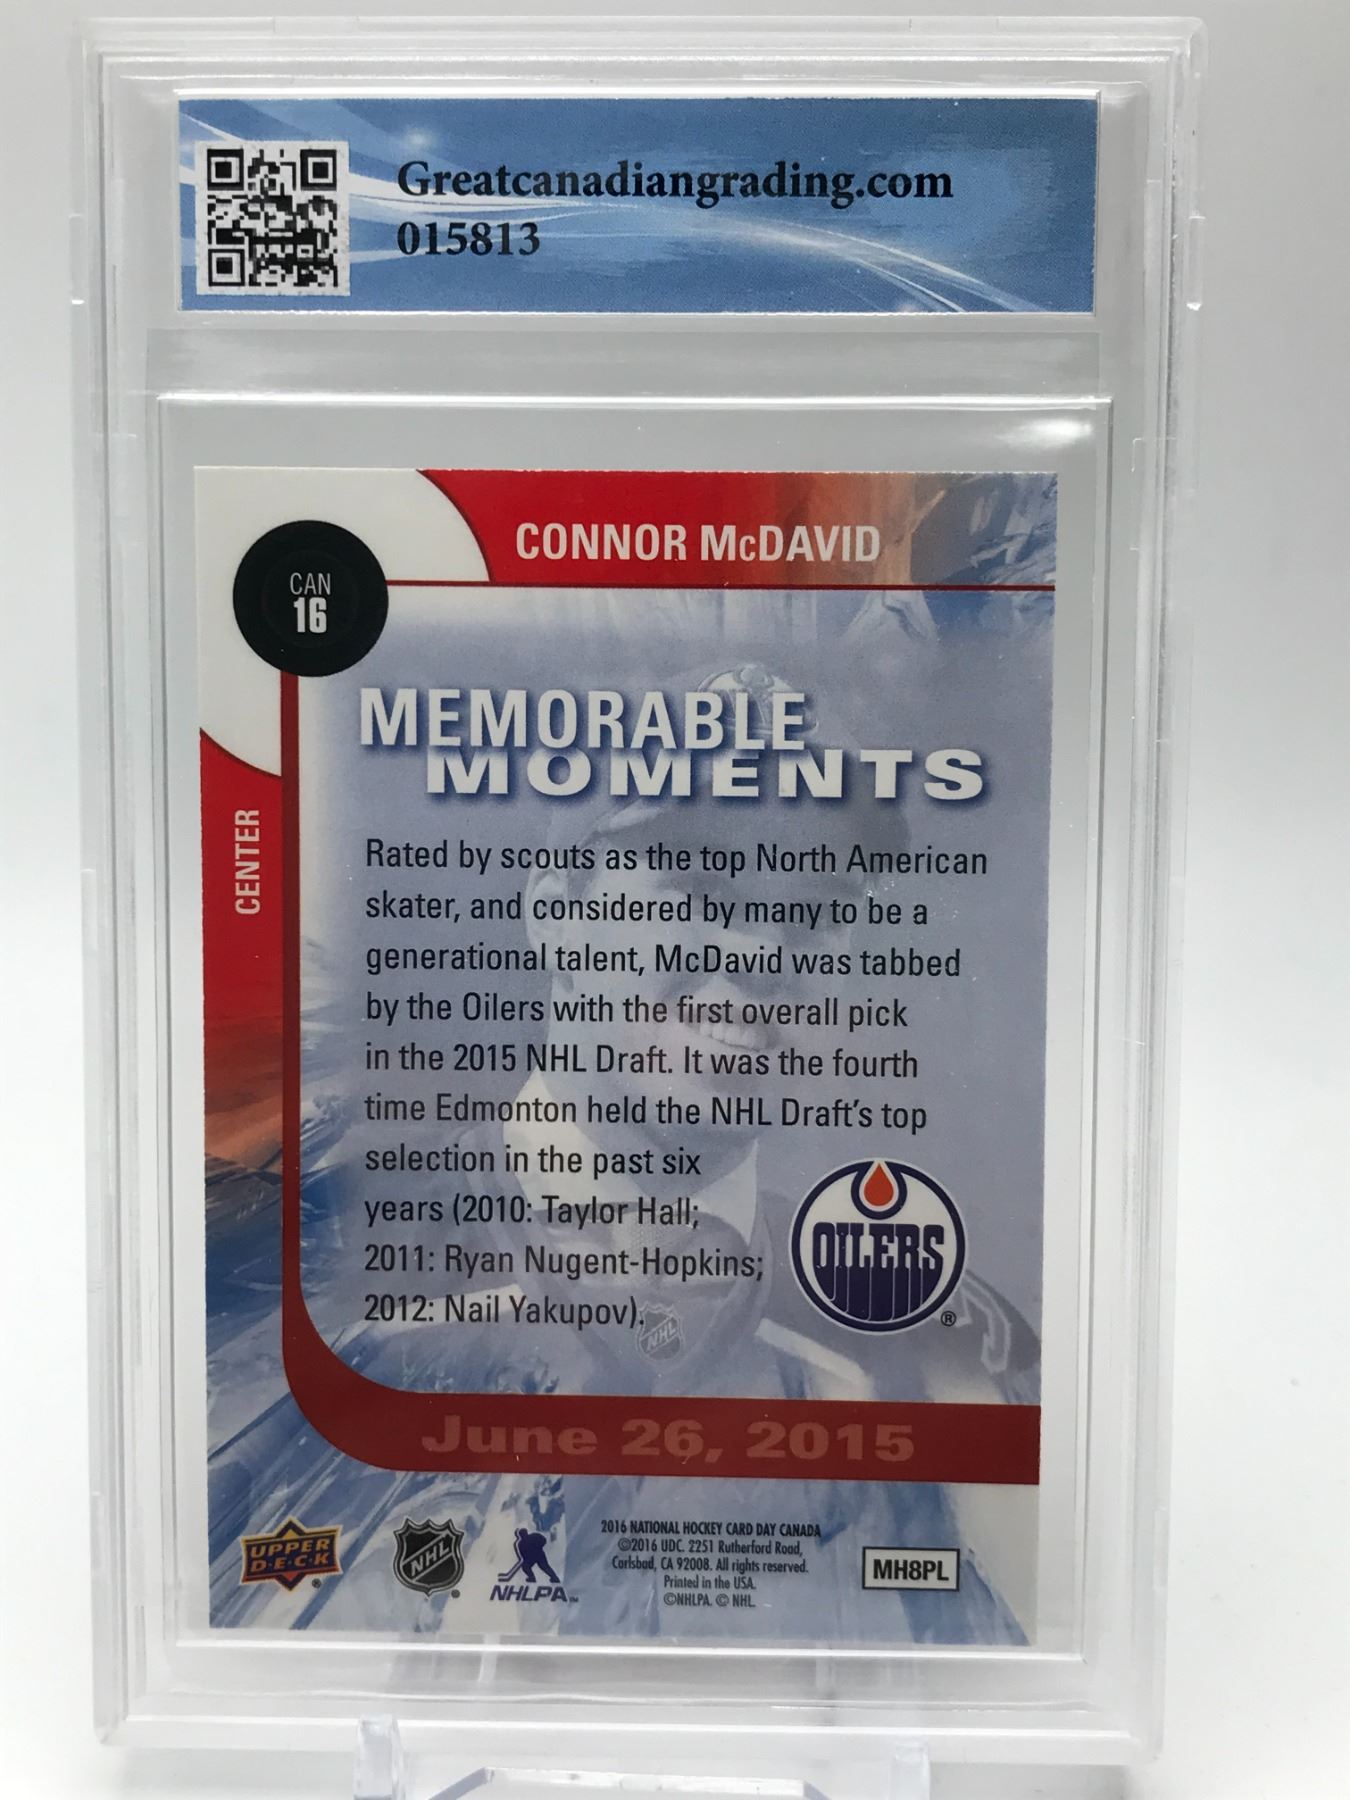 Greatcanadiangrading.com
015813
CONNOR McDAVID
CAN
16
MEMORABLE
MOMENTS
CENTER
Rated by scouts as the top North American
skater, and considered by many to be a
generational talent, McDavid was tabbed
by the Oilers with the first overall pick
in the 2015 NHL Draft. It was the fourth
time Edmonton held the NHL Draft's top
selection in the past six
years (2010: Taylor Hall;
2011: Ryan Nugent-Hopkins;
2012: Nail Yakupov).
NHL
OILERS
®
June 26, 2015
UPPER
D·E·C·K
®
NHL
®
NHLPA™
2016 NATIONAL HOCKEY CARD DAY CANADA
©2016 UDC. 2251 Rutherford Road,
Carlsbad, CA 92008. All rights reserved.
Printed in the USA.
©NHLPA. © NHL.
MH8PL